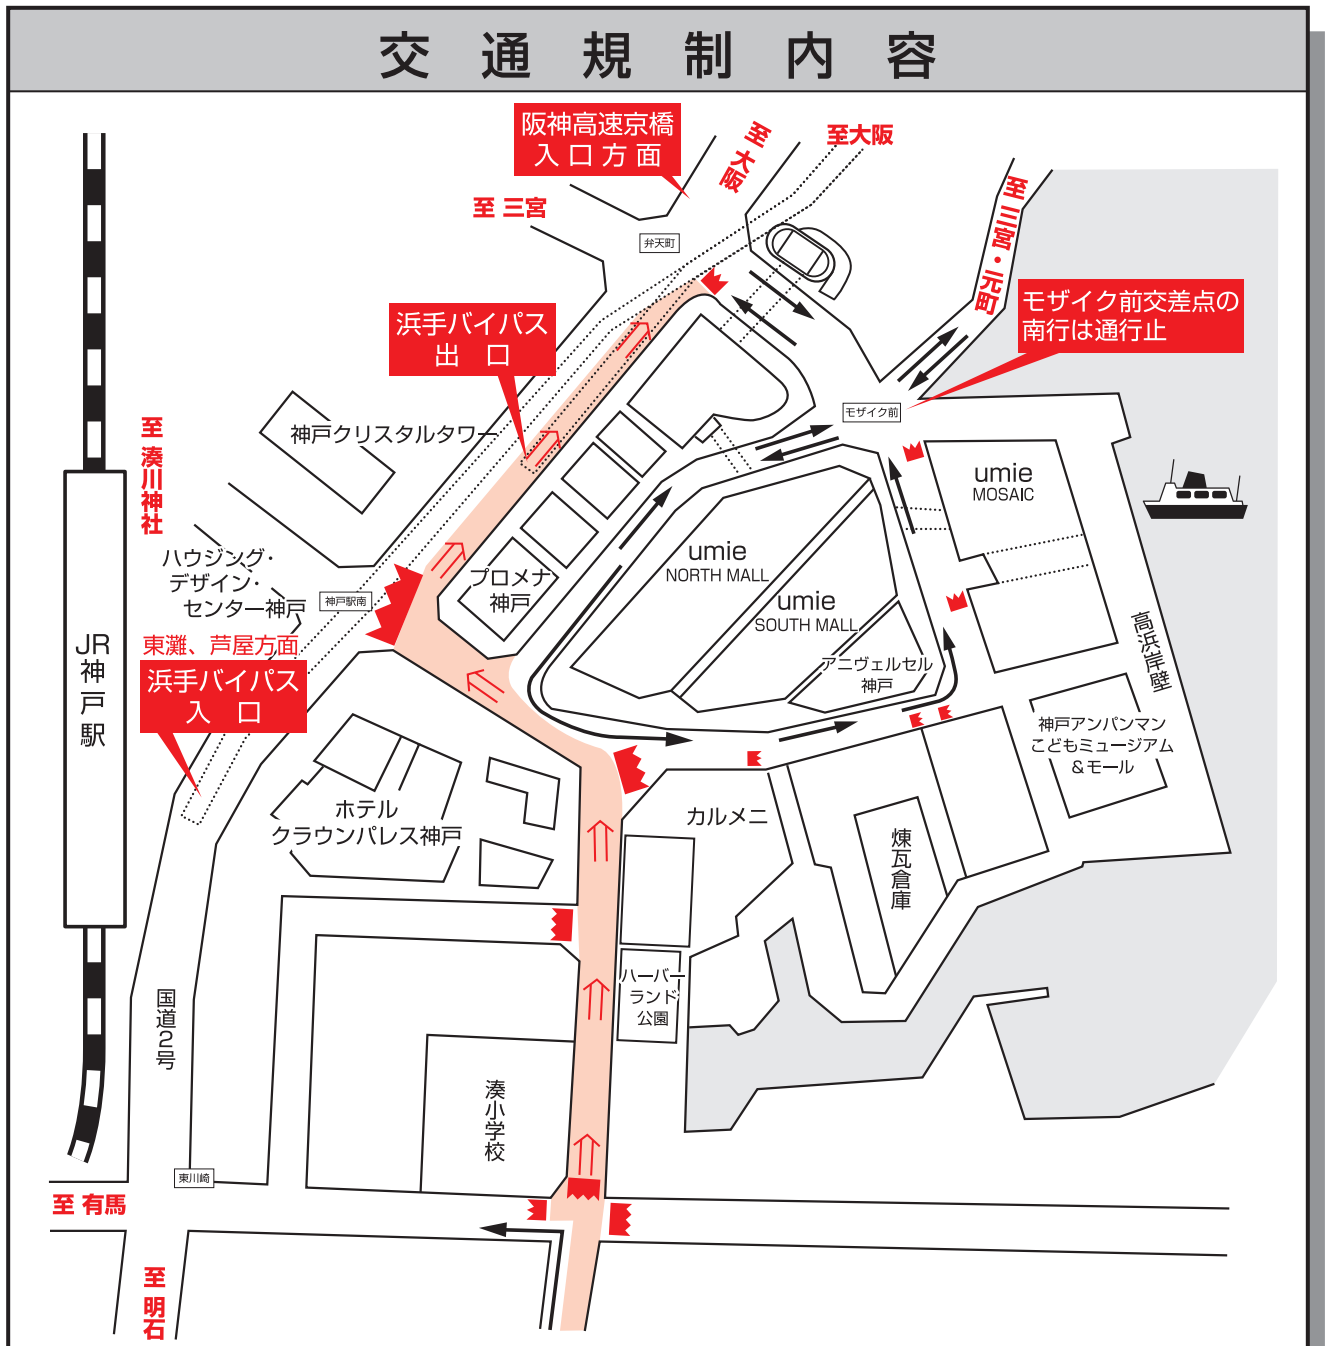 交通規制内容
阪神高速京橋
入口方面
至大阪
至大阪
至 三宮
弁天町
至三宮・元町
モザイク前交差点の
南行は通行止
浜手バイパス
出 口
モザイク前
至湊川神社
神戸クリスタルタワー
umie
MOSAIC
umie
NORTH MALL
umie
SOUTH MALL
ハウジング・
デザイン・
センター神戸
神戸駅南
プロメナ
神戸
東灘、芦屋方面
浜手バイパス
入 口
JR
神戸駅
アニヴェルセル
神戸
高浜岸壁
神戸アンパンマン
こどもミュージアム
&モール
ホテル
クラウンパレス神戸
カルメニ
煉瓦倉庫
ハーバー
ランド
公園
国道2号
湊小学校
東川崎
至 有馬
至明石